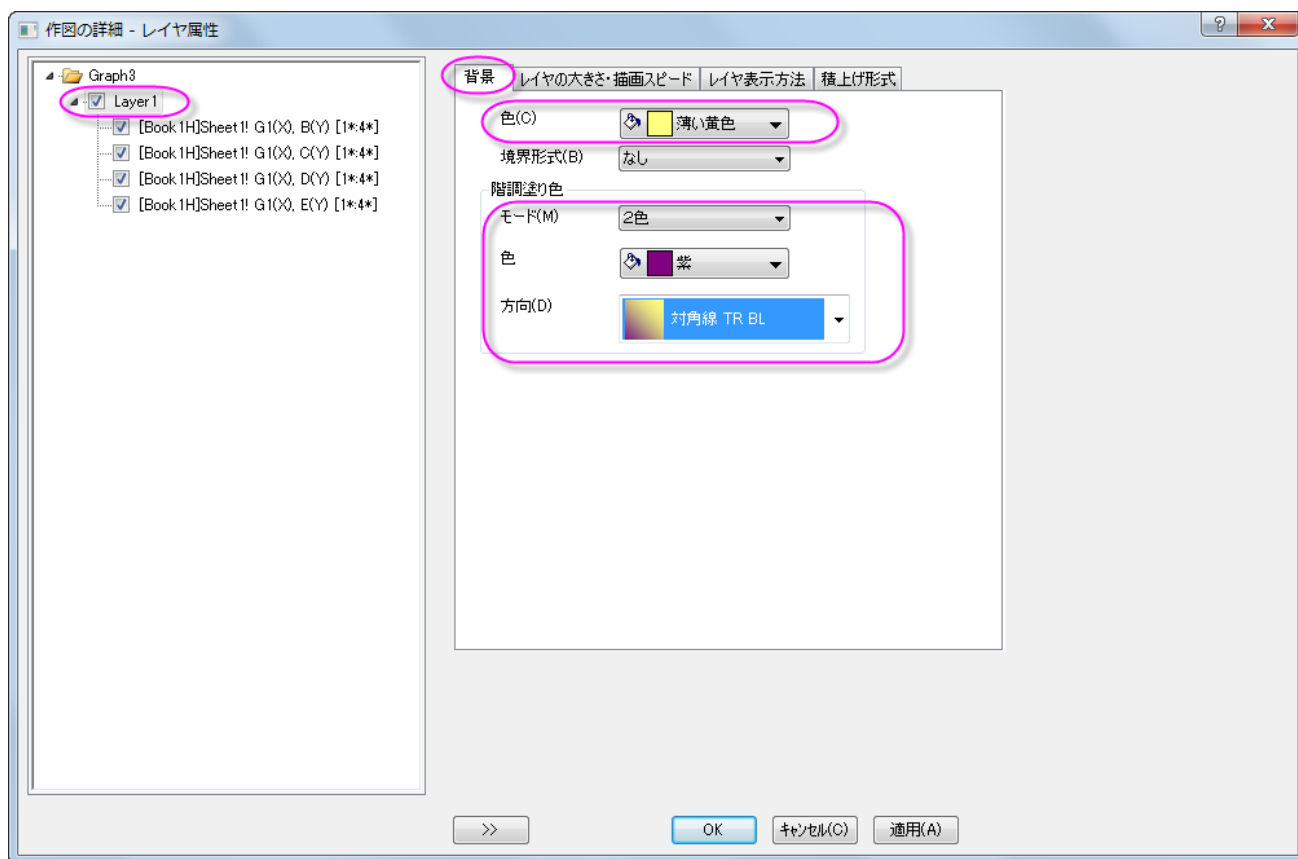 作図の詳細 - レイヤ属性
Graph3
Layer1
[Book1H]Sheet1! G1(X), B(Y) [1*:4*]
[Book1H]Sheet1! G1(X), C(Y) [1*:4*]
[Book1H]Sheet1! G1(X), D(Y) [1*:4*]
[Book1H]Sheet1! G1(X), E(Y) [1*:4*]
背景 レイヤの大きさ・描画スピード レイヤ表示方法 積上げ形式
色(C) 薄い黄色
境界形式(B) なし
階調塗り色
モード(M) 2色
色 紫
方向(D) 対角線 TR BL
>> OK キャンセル(C) 適用(A)